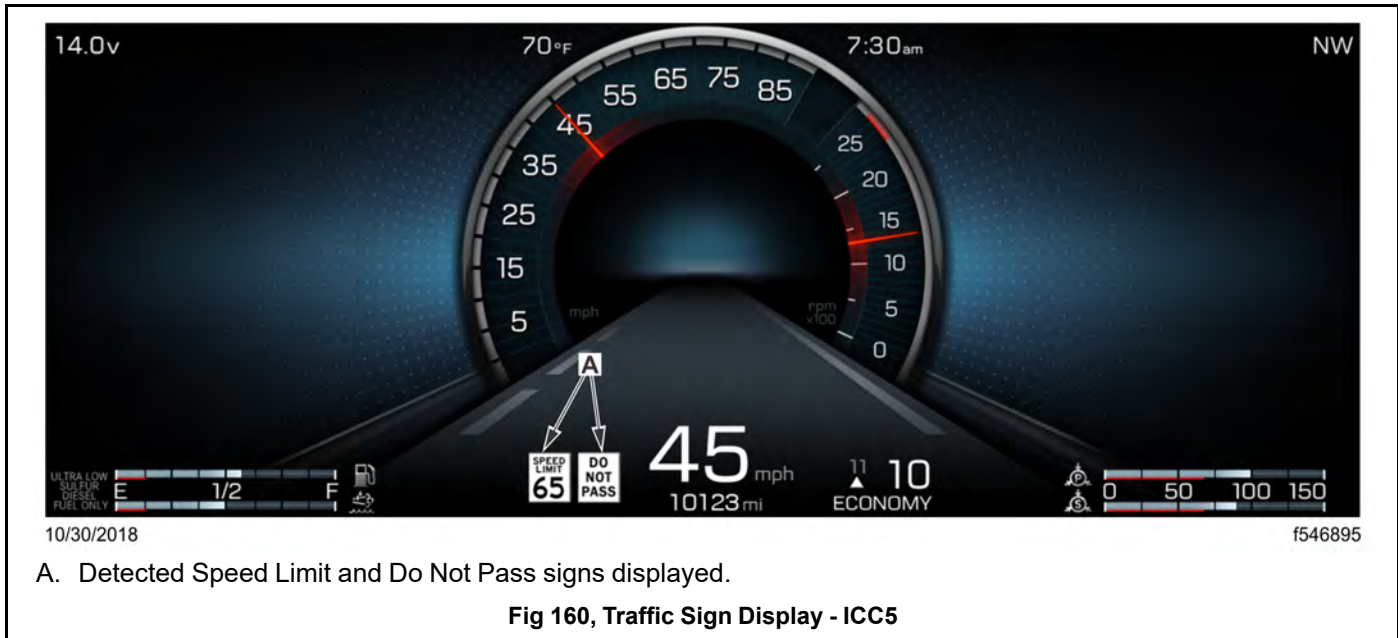 14.0v 70°F 7:30am NW
5 15 25 35 45 55 65 75 85
25
20
15
10
5
0
mph
rpm
x100
A
SPEED
LIMIT
65
DO
NOT
PASS
45 mph
10123 mi
11
10
ECONOMY
ULTRA LOW
SULFUR
DIESEL
FUEL ONLY
E 1/2 F
P
S
0 50 100 150
10/30/2018 f546895
A. Detected Speed Limit and Do Not Pass signs displayed.
Fig 160, Traffic Sign Display - ICC5